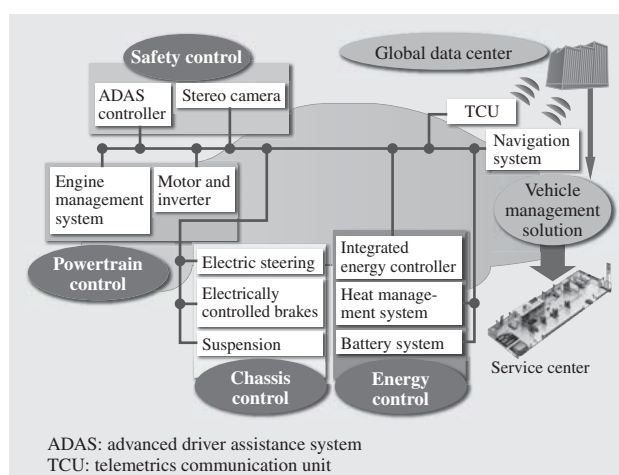 Safety control
Global data center
ADAS
controller
Stereo camera
TCU
Navigation
system
Engine
management
system
Motor and
inverter
Vehicle
management
solution
Powertrain
control
Electric steering
Electrically
controlled brakes
Suspension
Chassis
control
Integrated
energy controller
Heat manage-
ment system
Battery system
Energy
control
Service center
ADAS: advanced driver assistance system
TCU: telemetrics communication unit